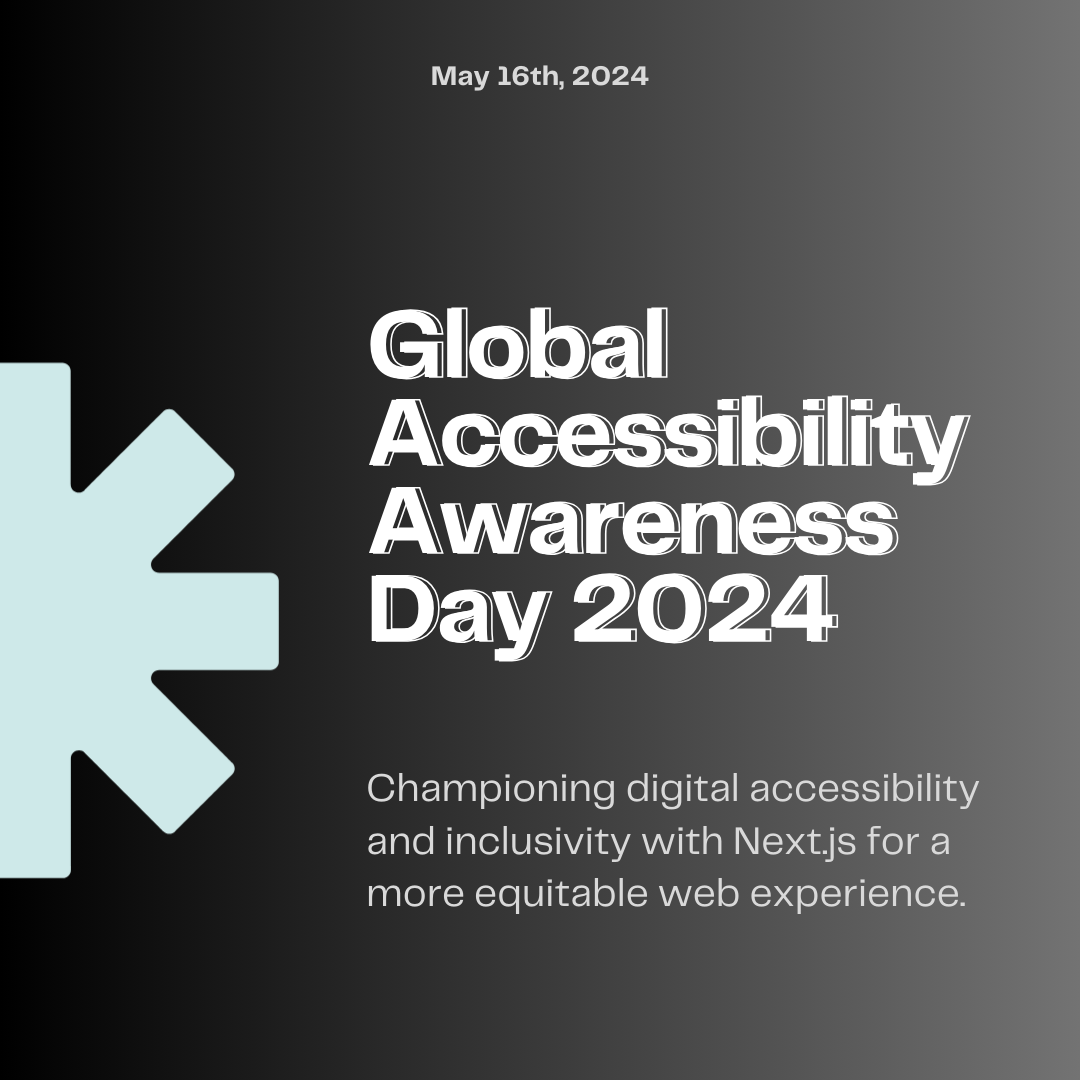 May 16th, 2024
Global
Accessibility
Awareness
Day 2024
Championing digital accessibility
and inclusivity with Next.js for a
more equitable web experience.